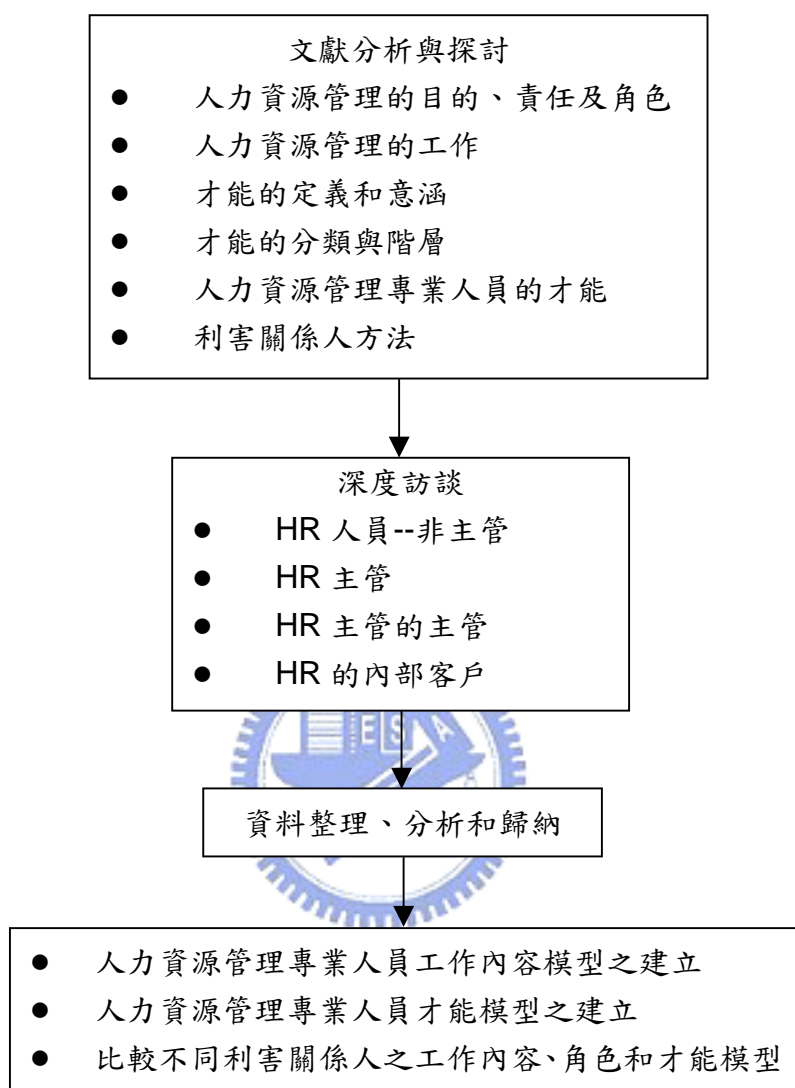 文獻分析與探討
● 人力資源管理的目的、責任及角色
● 人力資源管理的工作
● 才能的定義和意涵
● 才能的分類與階層
● 人力資源管理專業人員的才能
● 利害關係人方法
深度訪談
● HR 人員--非主管
● HR 主管
● HR 主管的主管
● HR 的內部客戶
E S A
資料整理、分析和歸納
● 人力資源管理專業人員工作內容模型之建立
● 人力資源管理專業人員才能模型之建立
● 比較不同利害關係人之工作內容、角色和才能模型